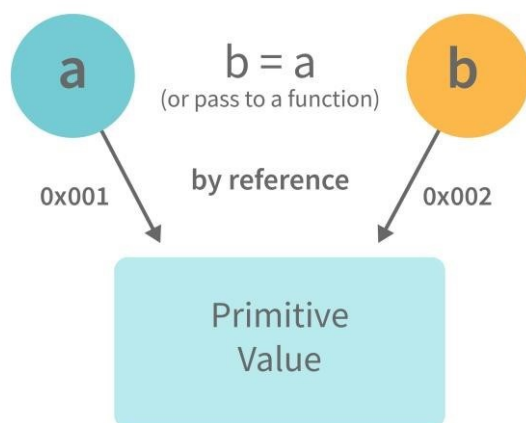 a
b = a
(or pass to a function)
b
by reference
0x001
0x002
Primitive
Value